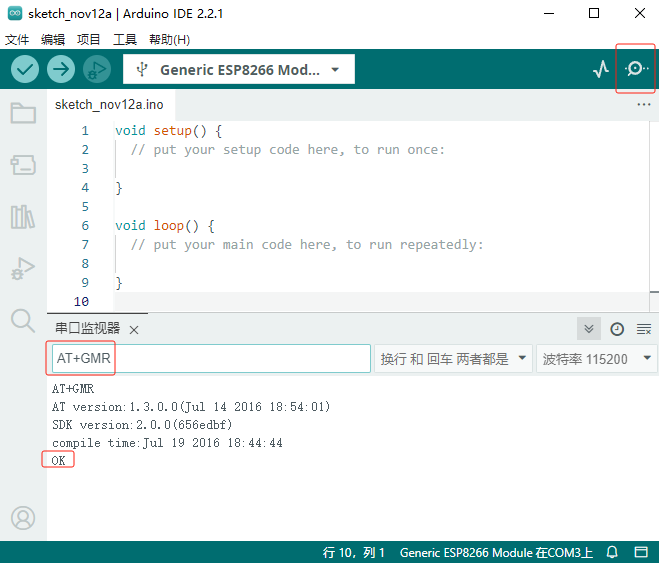 sketch_nov12a | Arduino IDE 2.2.1
文件 编辑 项目 工具 帮助(H)
Generic ESP8266 Mod...
sketch_nov12a.ino
1 void setup() {
2 // put your setup code here, to run once:
3
4 }
5
6 void loop() {
7 // put your main code here, to run repeatedly:
8
9 }
10
串口监视器
AT+GMR 换行 和 回车 两者都是 波特率 115200
AT+GMR
AT version:1.3.0.0(Jul 14 2016 18:54:01)
SDK version:2.0.0(656edbf)
compile time:Jul 19 2016 18:44:44
OK
行 10，列 1 Generic ESP8266 Module 在COM3上